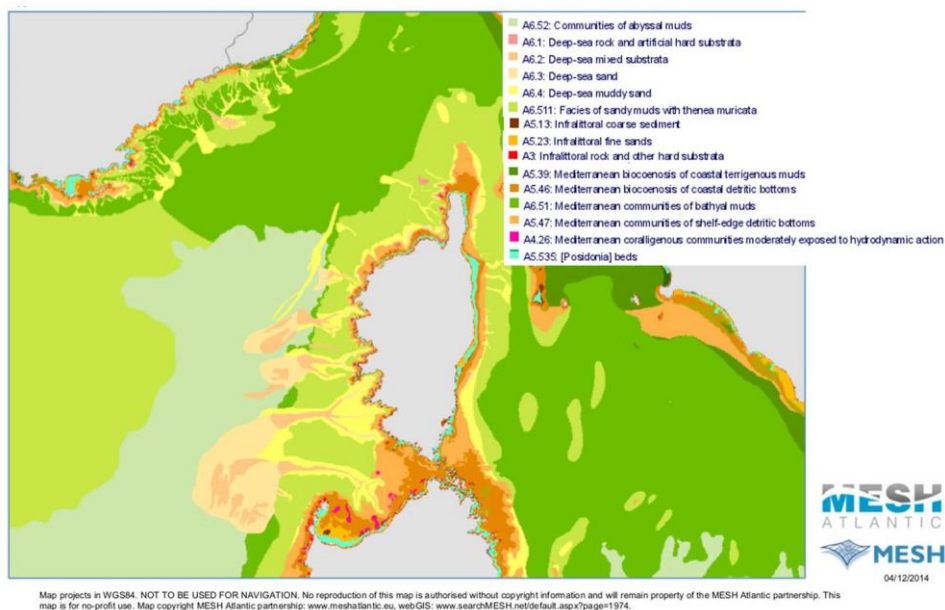 A6.52: Communities of abyssal muds
A6.1: Deep-sea rock and artificial hard substrata
A6.2: Deep-sea mixed substrata
A6.3: Deep-sea sand
A6.4: Deep-sea muddy sand
A6.511: Facies of sandy muds with thenea muricata
A5.13: Infralittoral coarse sediment
A5.23: Infralittoral fine sands
A3: Infralittoral rock and other hard substrata
A5.39: Mediterranean biocoenosis of coastal terrigenous muds
A5.46: Mediterranean biocoenosis of coastal detritic bottoms
A6.51: Mediterranean communities of bathyal muds
A5.47: Mediterranean communities of shelf-edge detritic bottoms
A4.26: Mediterranean coralligenous communities moderately exposed to hydrodynamic action
A5.535: [Posidonia] beds
MESH
ATLANTIC
MESH
04/12/2014
Map projects in WGS84. NOT TO BE USED FOR NAVIGATION. No reproduction of this map is authorised without copyright information and will remain property of the MESH Atlantic partnership. This
map is for no-profit use. Map copyright MESH Atlantic partnership: www.meshatlantic.eu, webGIS: www.searchMESH.net/default.aspx?page=1974.